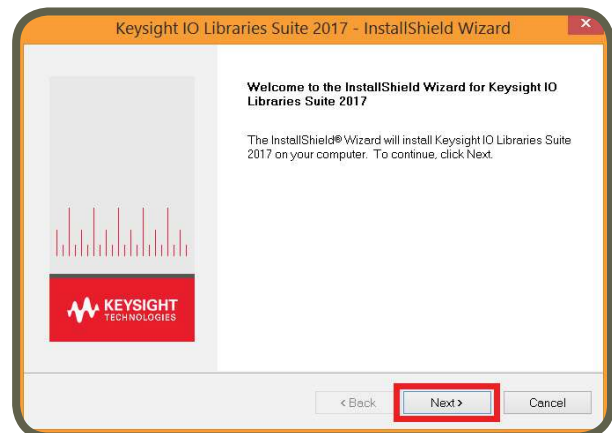 Keysight IO Libraries Suite 2017 - InstallShield Wizard
x
Welcome to the InstallShield Wizard for Keysight IO
Libraries Suite 2017
The InstallShield® Wizard will install Keysight IO Libraries Suite
2017 on your computer. To continue, click Next.
KEYSIGHT
TECHNOLOGIES
< Back
Next >
Cancel